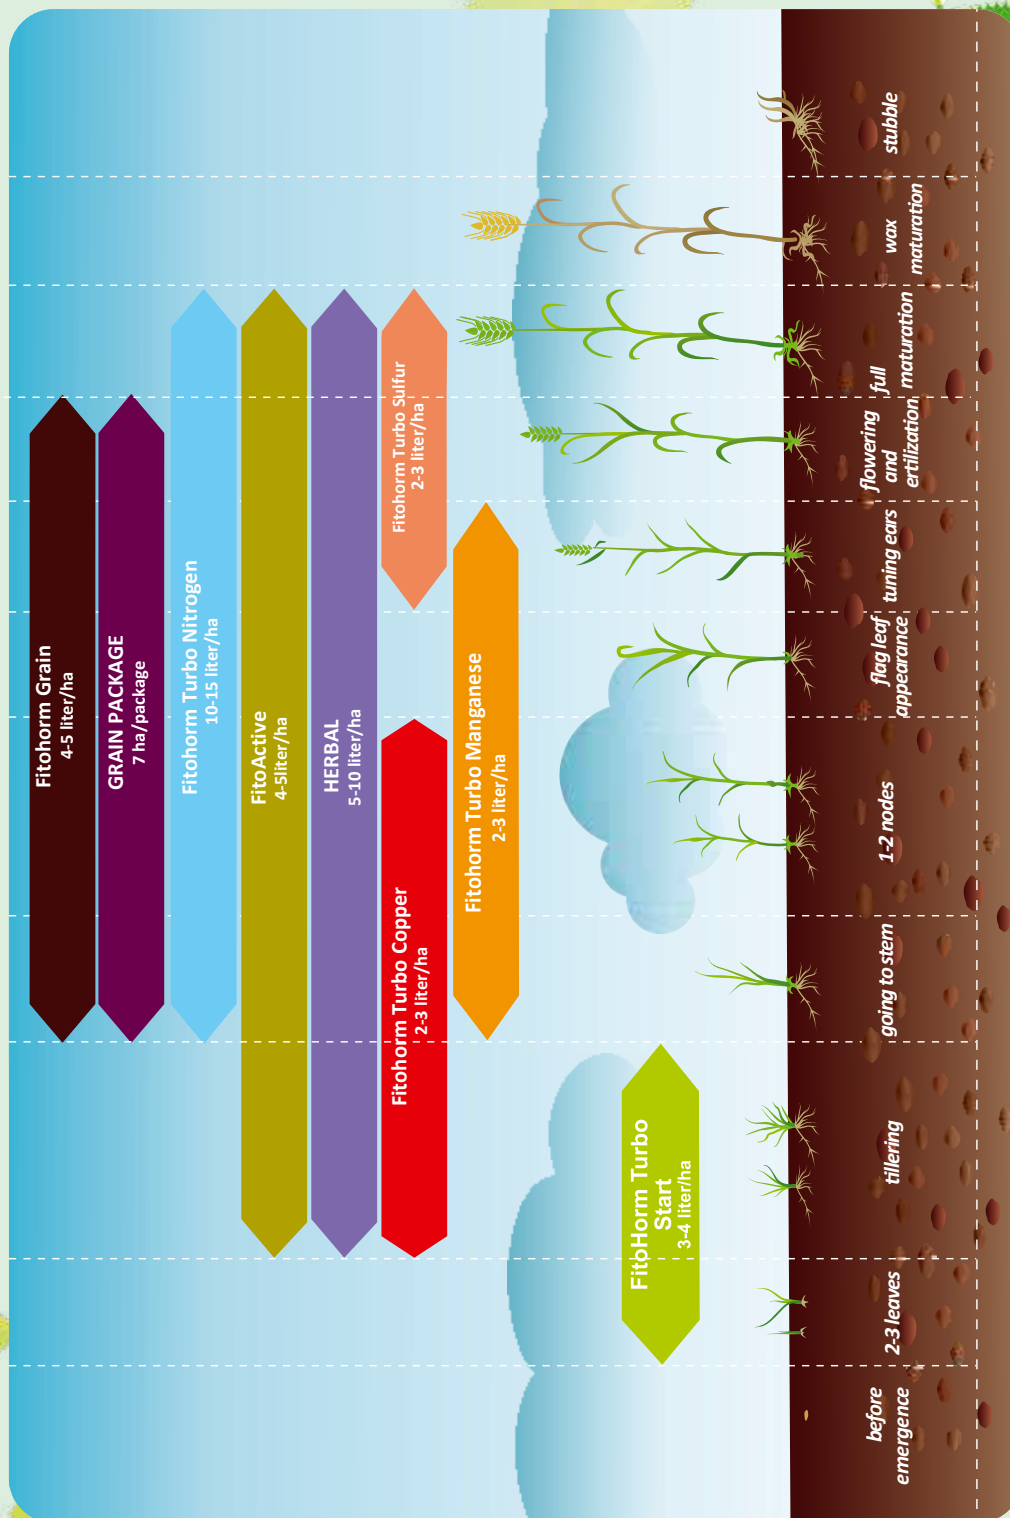 Fitohorm Grain
4-5 liter/ha
GRAIN PACKAGE
7 ha/package
Fitohorm Turbo Nitrogen
10-15 liter/ha
FitoActive
4-5liter/ha
HERBAL
5-10 liter/ha
Fitohorm Turbo Copper
2-3 liter/ha
Fitohorm Turbo Sulfur
2-3 liter/ha
Fitohorm Turbo Manganese
2-3 liter/ha
FitoHorm Turbo
Start
3-4 liter/ha
before
emergence
2-3 leaves
tillering
going to stem
1-2 nodes
flag leaf
appearance
tuning ears
flowering
and
ertilization
full
maturation
wax
maturation
stubble